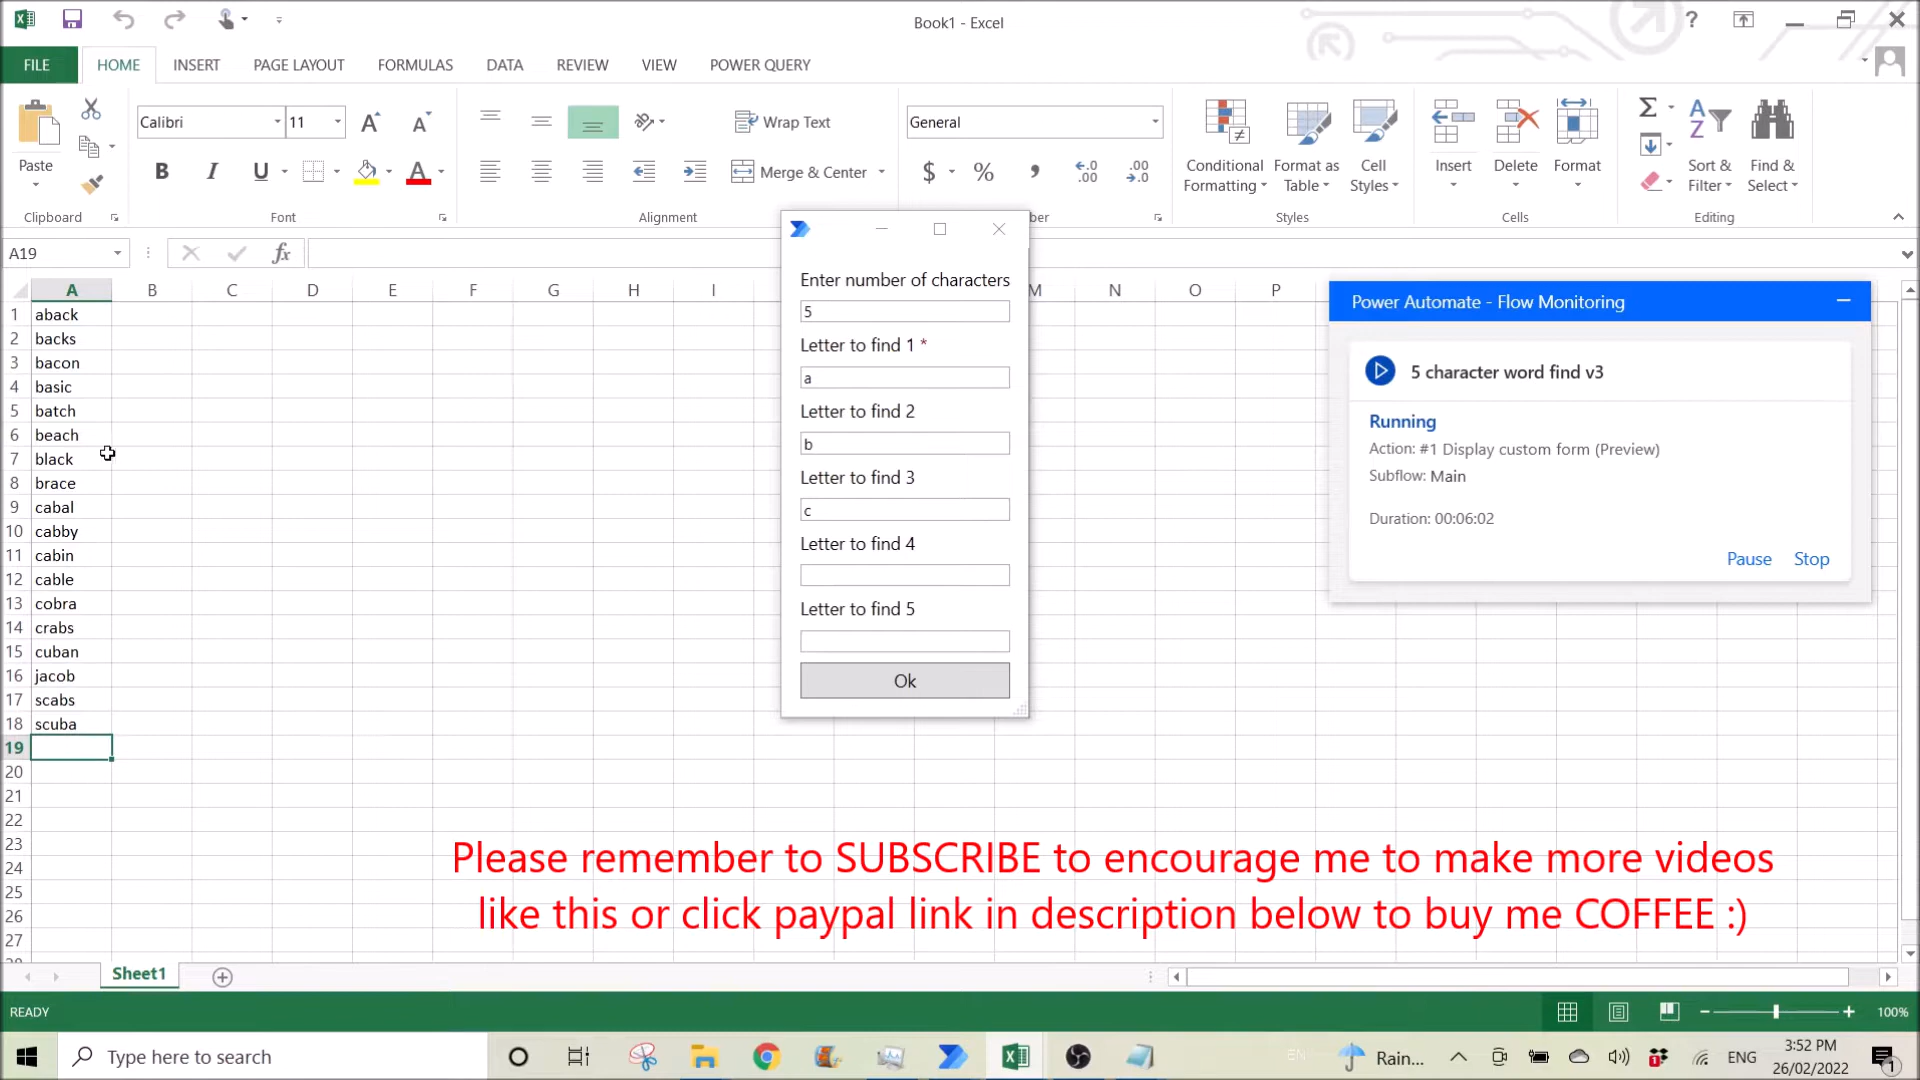 Book1 - Excel
?
FILE HOME INSERT PAGE LAYOUT FORMULAS DATA REVIEW VIEW POWER QUERY
Calibri 11
General
Wrap Text
Paste
B I U
Merge & Center
$ %
Conditional Formatting
Format as Table
Cell Styles
Insert
Delete
Format
Sort & Filter
Find & Select
Clipboard Font Alignment Styles Cells Editing
A19
fx
A B C D E F G H I M N O P
1 aback
2 backs
3 bacon
4 basic
5 batch
6 beach
7 black
8 brace
9 cabal
10 cabby
11 cabin
12 cable
13 cobra
14 crabs
15 cuban
16 jacob
17 scabs
18 scuba
19
20
21
22
23
24
25
26
27
Enter number of characters
5
Letter to find 1 *
a
Letter to find 2
b
Letter to find 3
c
Letter to find 4
Letter to find 5
Ok
Power Automate - Flow Monitoring
5 character word find v3
Running
Action: #1 Display custom form (Preview)
Subflow: Main
Duration: 00:06:02
Pause Stop
Please remember to SUBSCRIBE to encourage me to make more videos
like this or click paypal link in description below to buy me COFFEE :)
Sheet1
READY
100%
Type here to search
Rain...
ENG
3:52 PM
26/02/2022
1